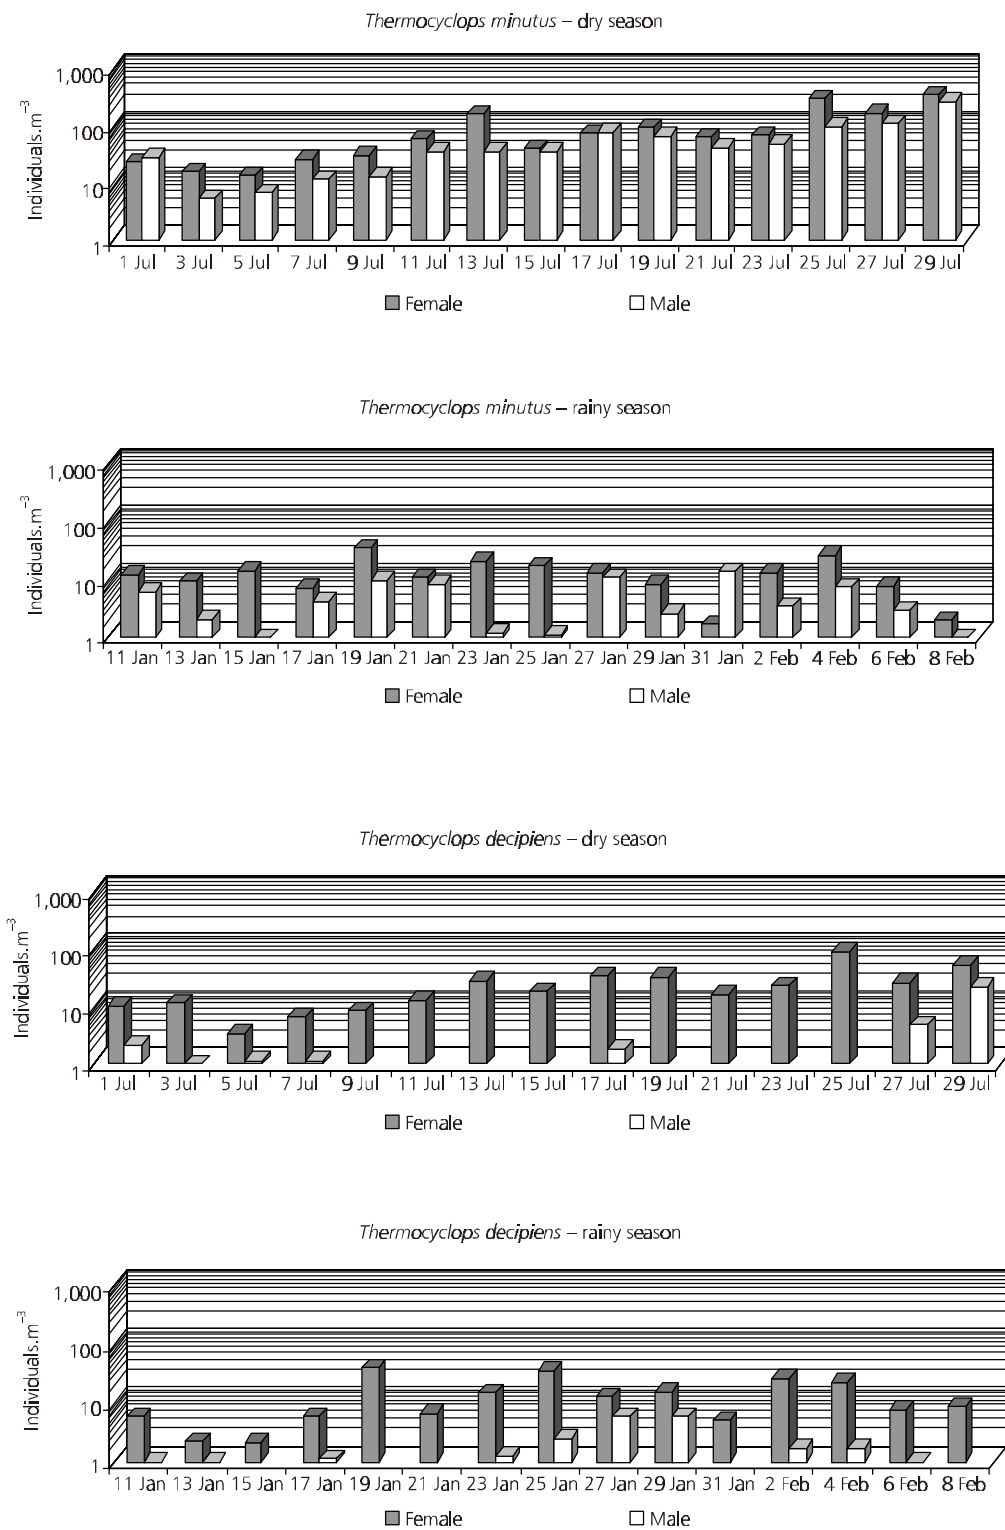 Thermocyclops minutus – dry season
Individuals.m⁻³
1,000
100
10
1
1 Jul 3 Jul 5 Jul 7 Jul 9 Jul 11 Jul 13 Jul 15 Jul 17 Jul 19 Jul 21 Jul 23 Jul 25 Jul 27 Jul 29 Jul
Female Male
Thermocyclops minutus – rainy season
Individuals.m⁻³
1,000
100
10
1
11 Jan 13 Jan 15 Jan 17 Jan 19 Jan 21 Jan 23 Jan 25 Jan 27 Jan 29 Jan 31 Jan 2 Feb 4 Feb 6 Feb 8 Feb
Female Male
Thermocyclops decipiens – dry season
Individuals.m⁻³
1,000
100
10
1
1 Jul 3 Jul 5 Jul 7 Jul 9 Jul 11 Jul 13 Jul 15 Jul 17 Jul 19 Jul 21 Jul 23 Jul 25 Jul 27 Jul 29 Jul
Female Male
Thermocyclops decipiens – rainy season
Individuals.m⁻³
1,000
100
10
1
11 Jan 13 Jan 15 Jan 17 Jan 19 Jan 21 Jan 23 Jan 25 Jan 27 Jan 29 Jan 31 Jan 2 Feb 4 Feb 6 Feb 8 Feb
Female Male